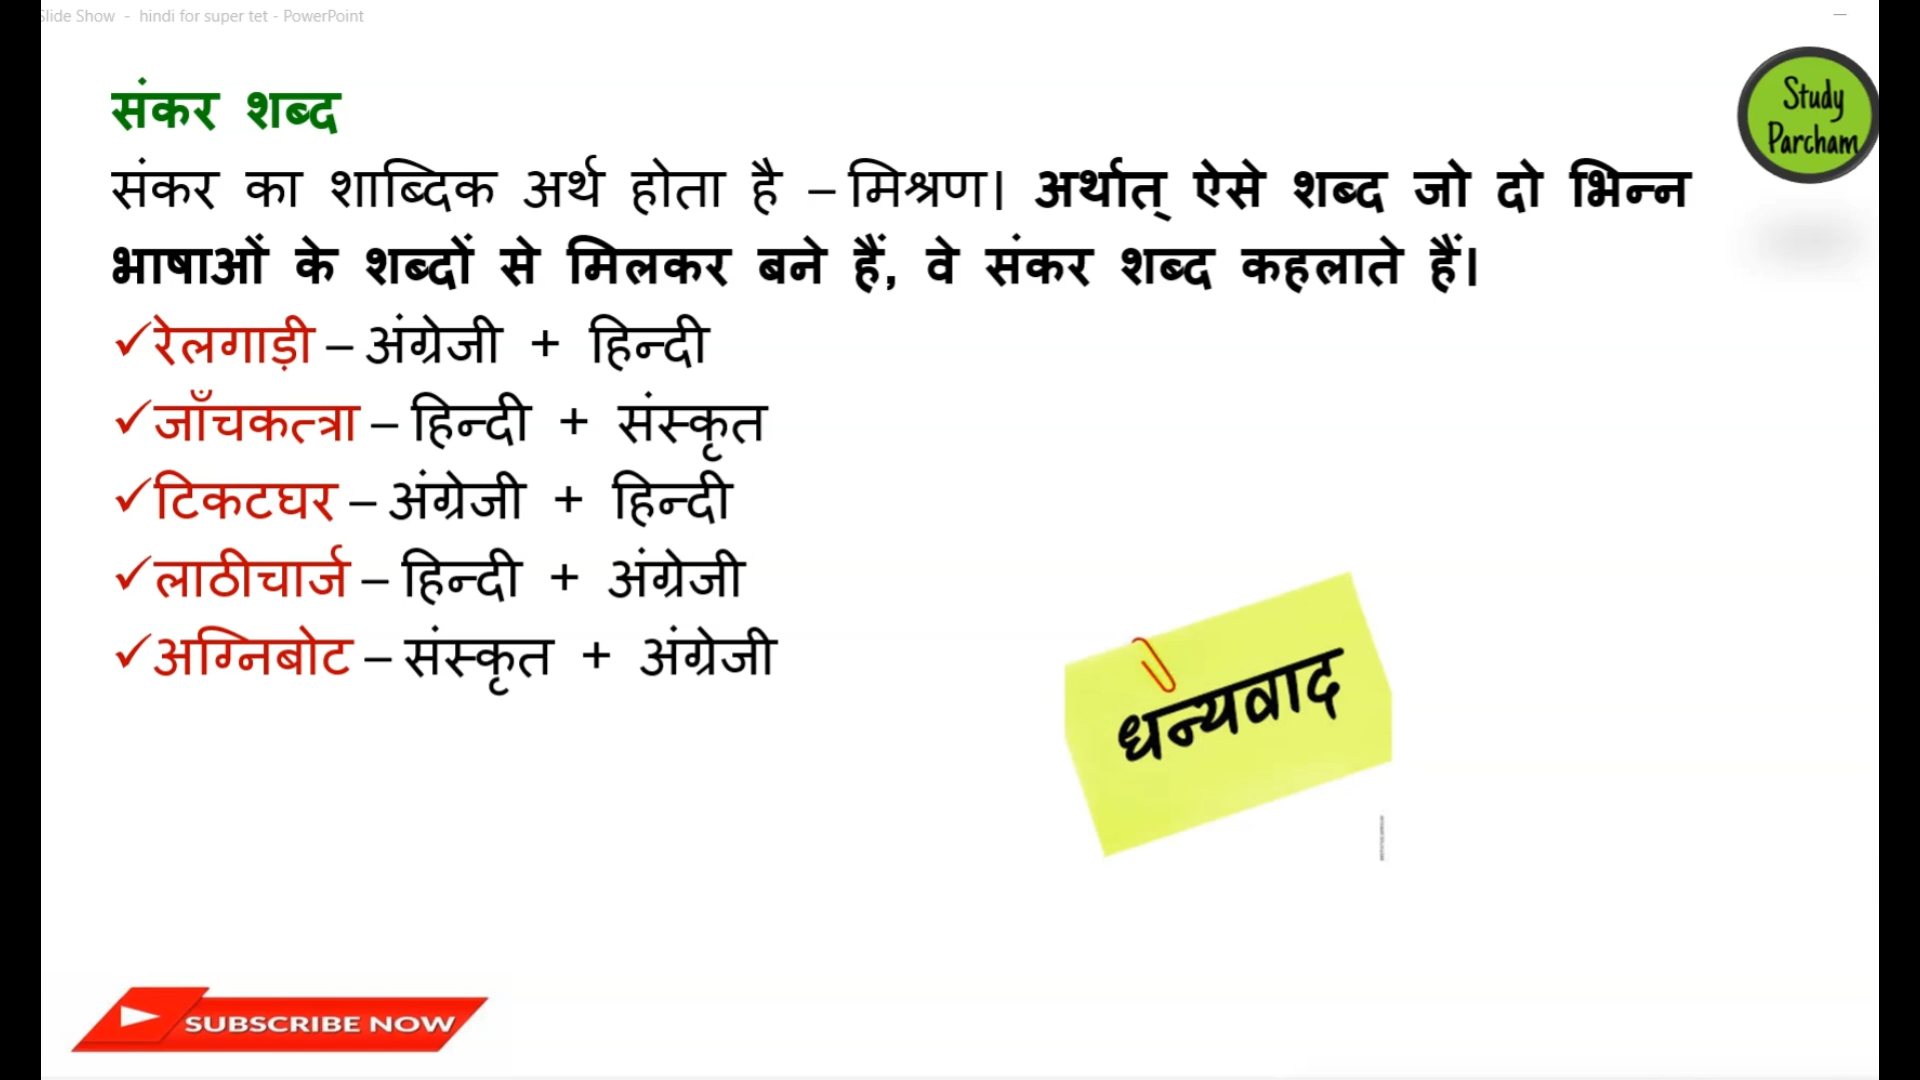 Slide Show - hindi for super tet - PowerPoint
Study
Parcham
संकर शब्द
संकर का शाब्दिक अर्थ होता है – मिश्रण। अर्थात् ऐसे शब्द जो दो भिन्न
भाषाओं के शब्दों से मिलकर बने हैं, वे संकर शब्द कहलाते हैं।
✓रेलगाड़ी – अंग्रेजी + हिन्दी
✓जाँचकत्त्रा – हिन्दी + संस्कृत
✓टिकटघर – अंग्रेजी + हिन्दी
✓लाठीचार्ज – हिन्दी + अंग्रेजी
✓अग्निबोट – संस्कृत + अंग्रेजी
धन्यवाद
SUBSCRIBE NOW